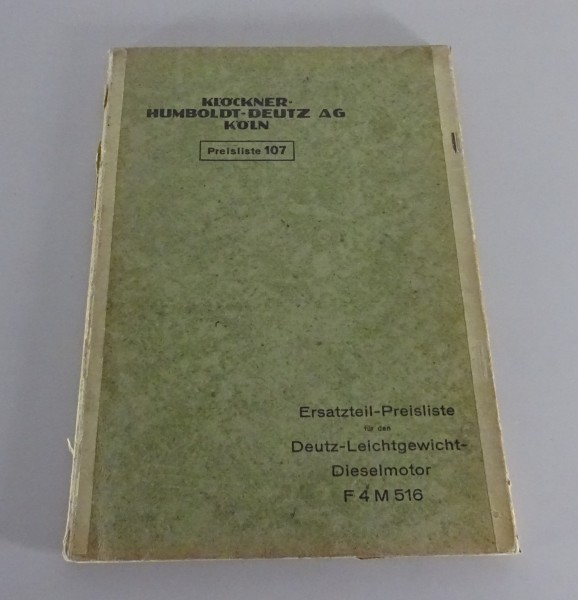 KLÖCKNER-
HUMBOLDT-DEUTZ AG
KÖLN
Preisliste 107
Ersatzteil-Preisliste
für den
Deutz-Leichtgewicht-
Dieselmotor
F 4 M 516